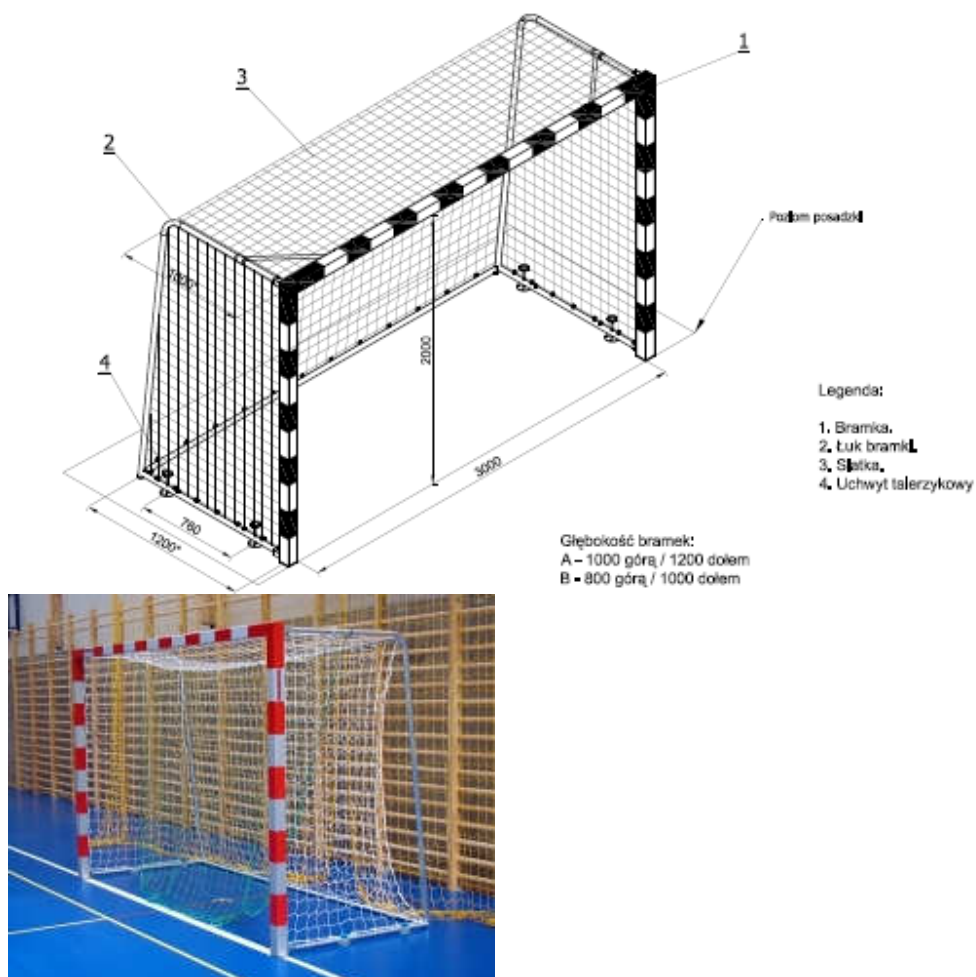 1
3
2
Poziom posadzki
1000*
2000
4
Legenda:
1. Bramka.
2. Łuk bramki.
3. Siatka.
4. Uchwyt talerzykowy
3000
760
1200*
Głębokość bramek:
A – 1000 górą / 1200 dołem
B - 800 górą / 1000 dołem